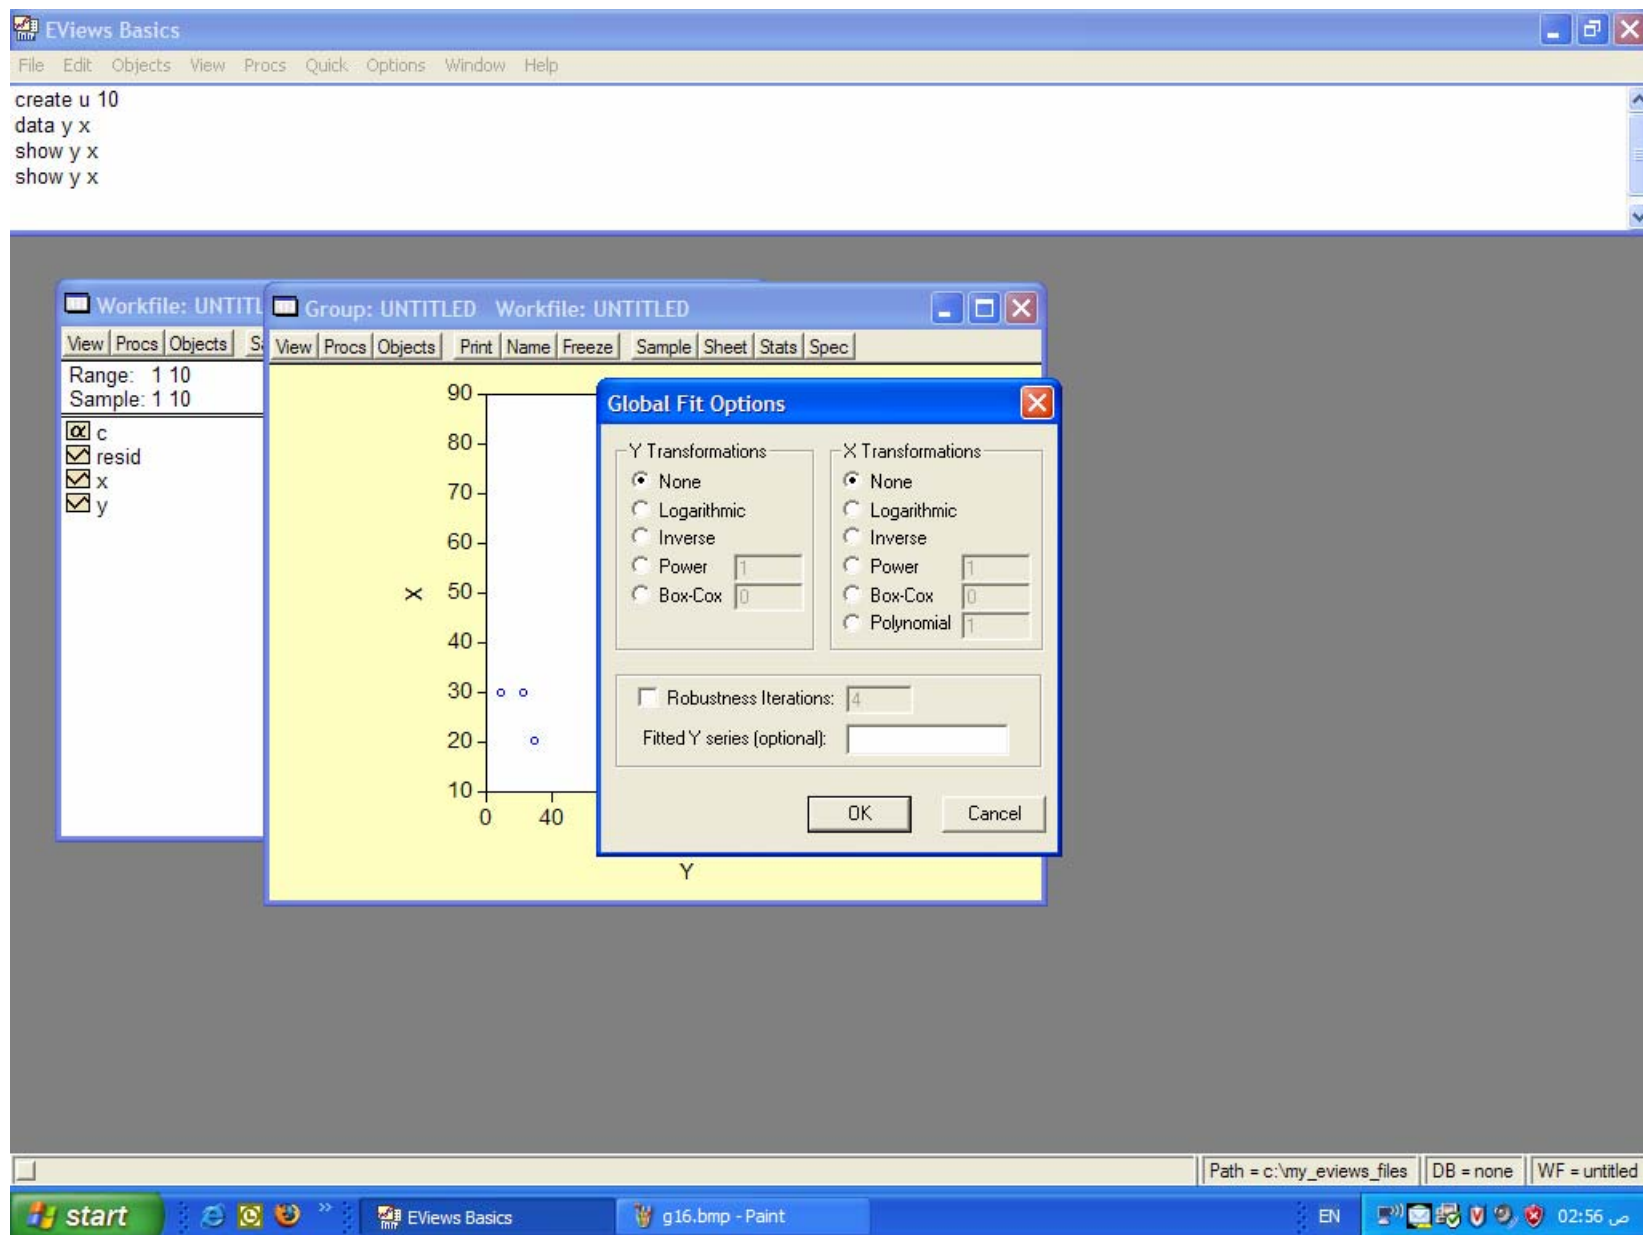 EViews Basics
File Edit Objects View Procs Quick Options Window Help
create u 10
data y x
show y x
show y x
Workfile: UNTITL
View Procs Objects
Range: 1 10
Sample: 1 10
c
resid
x
y
Group: UNTITLED Workfile: UNTITLED
View Procs Objects Print Name Freeze Sample Sheet Stats Spec
90
80
70
60
50
40
30
20
10
X
0 40
Y
Global Fit Options
Y Transformations
None
Logarithmic
Inverse
Power 1
Box-Cox 0
X Transformations
None
Logarithmic
Inverse
Power 1
Box-Cox 0
Polynomial 1
Robustness Iterations: 4
Fitted Y series (optional):
OK Cancel
Path = c:\my_eviews_files DB = none WF = untitled
start EViews Basics g16.bmp - Paint EN 02:56 ص